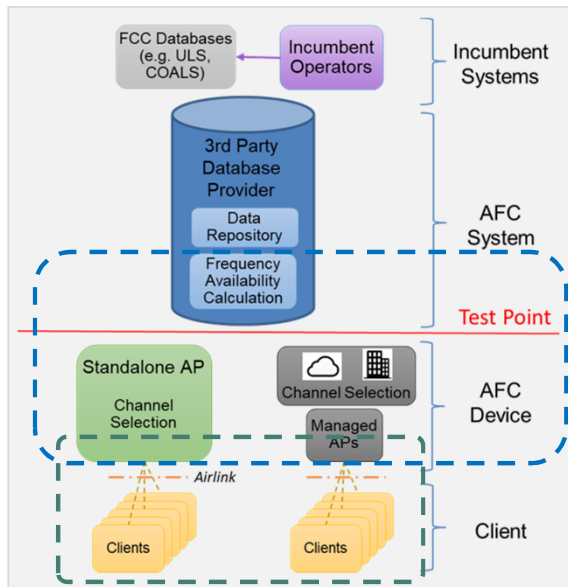 FCC Databases
(e.g. ULS,
COALS)
Incumbent
Operators
Incumbent
Systems
3rd Party
Database
Provider
Data
Repository
AFC
System
Frequency
Availability
Calculation
Test Point
Standalone AP
Channel
Selection
Channel Selection
Managed
APs
AFC
Device
Airlink
Clients
Clients
Client